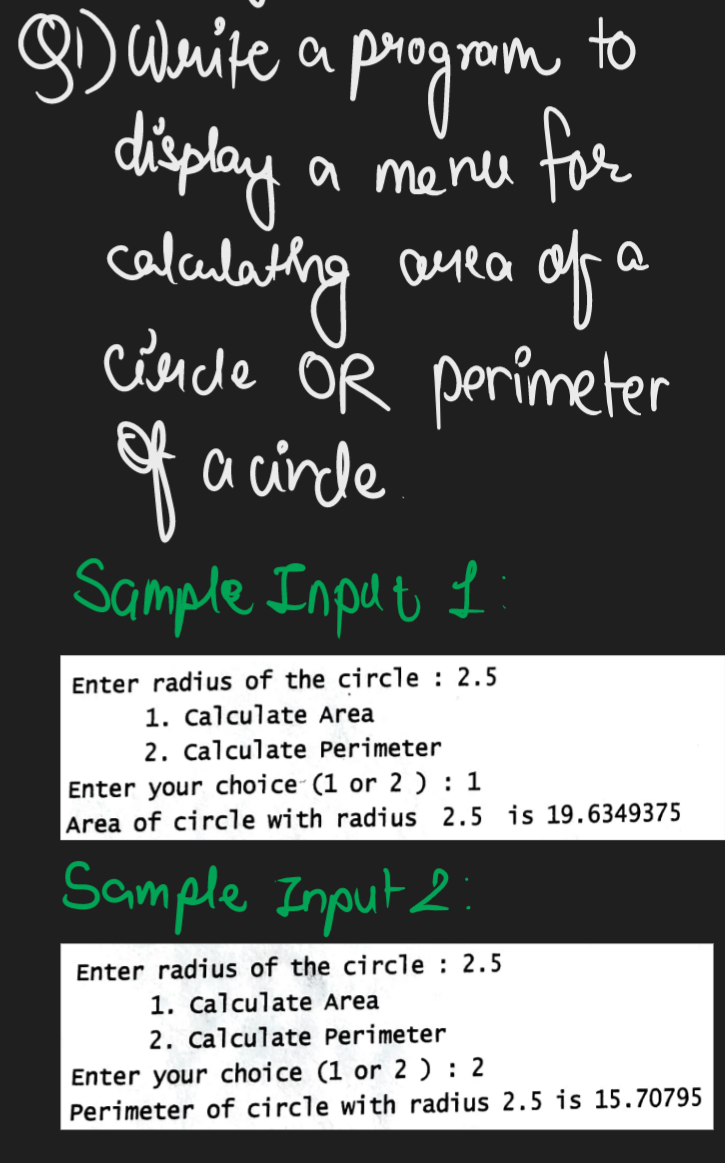 Q1) Write a program to
display a menu for
calculating area of a
circle OR perimeter
of a circle.
Sample Input 1:
Enter radius of the circle : 2.5
1. Calculate Area
2. Calculate Perimeter
Enter your choice (1 or 2 ) : 1
Area of circle with radius 2.5 is 19.6349375
Sample Input 2:
Enter radius of the circle : 2.5
1. Calculate Area
2. Calculate Perimeter
Enter your choice (1 or 2 ) : 2
Perimeter of circle with radius 2.5 is 15.70795